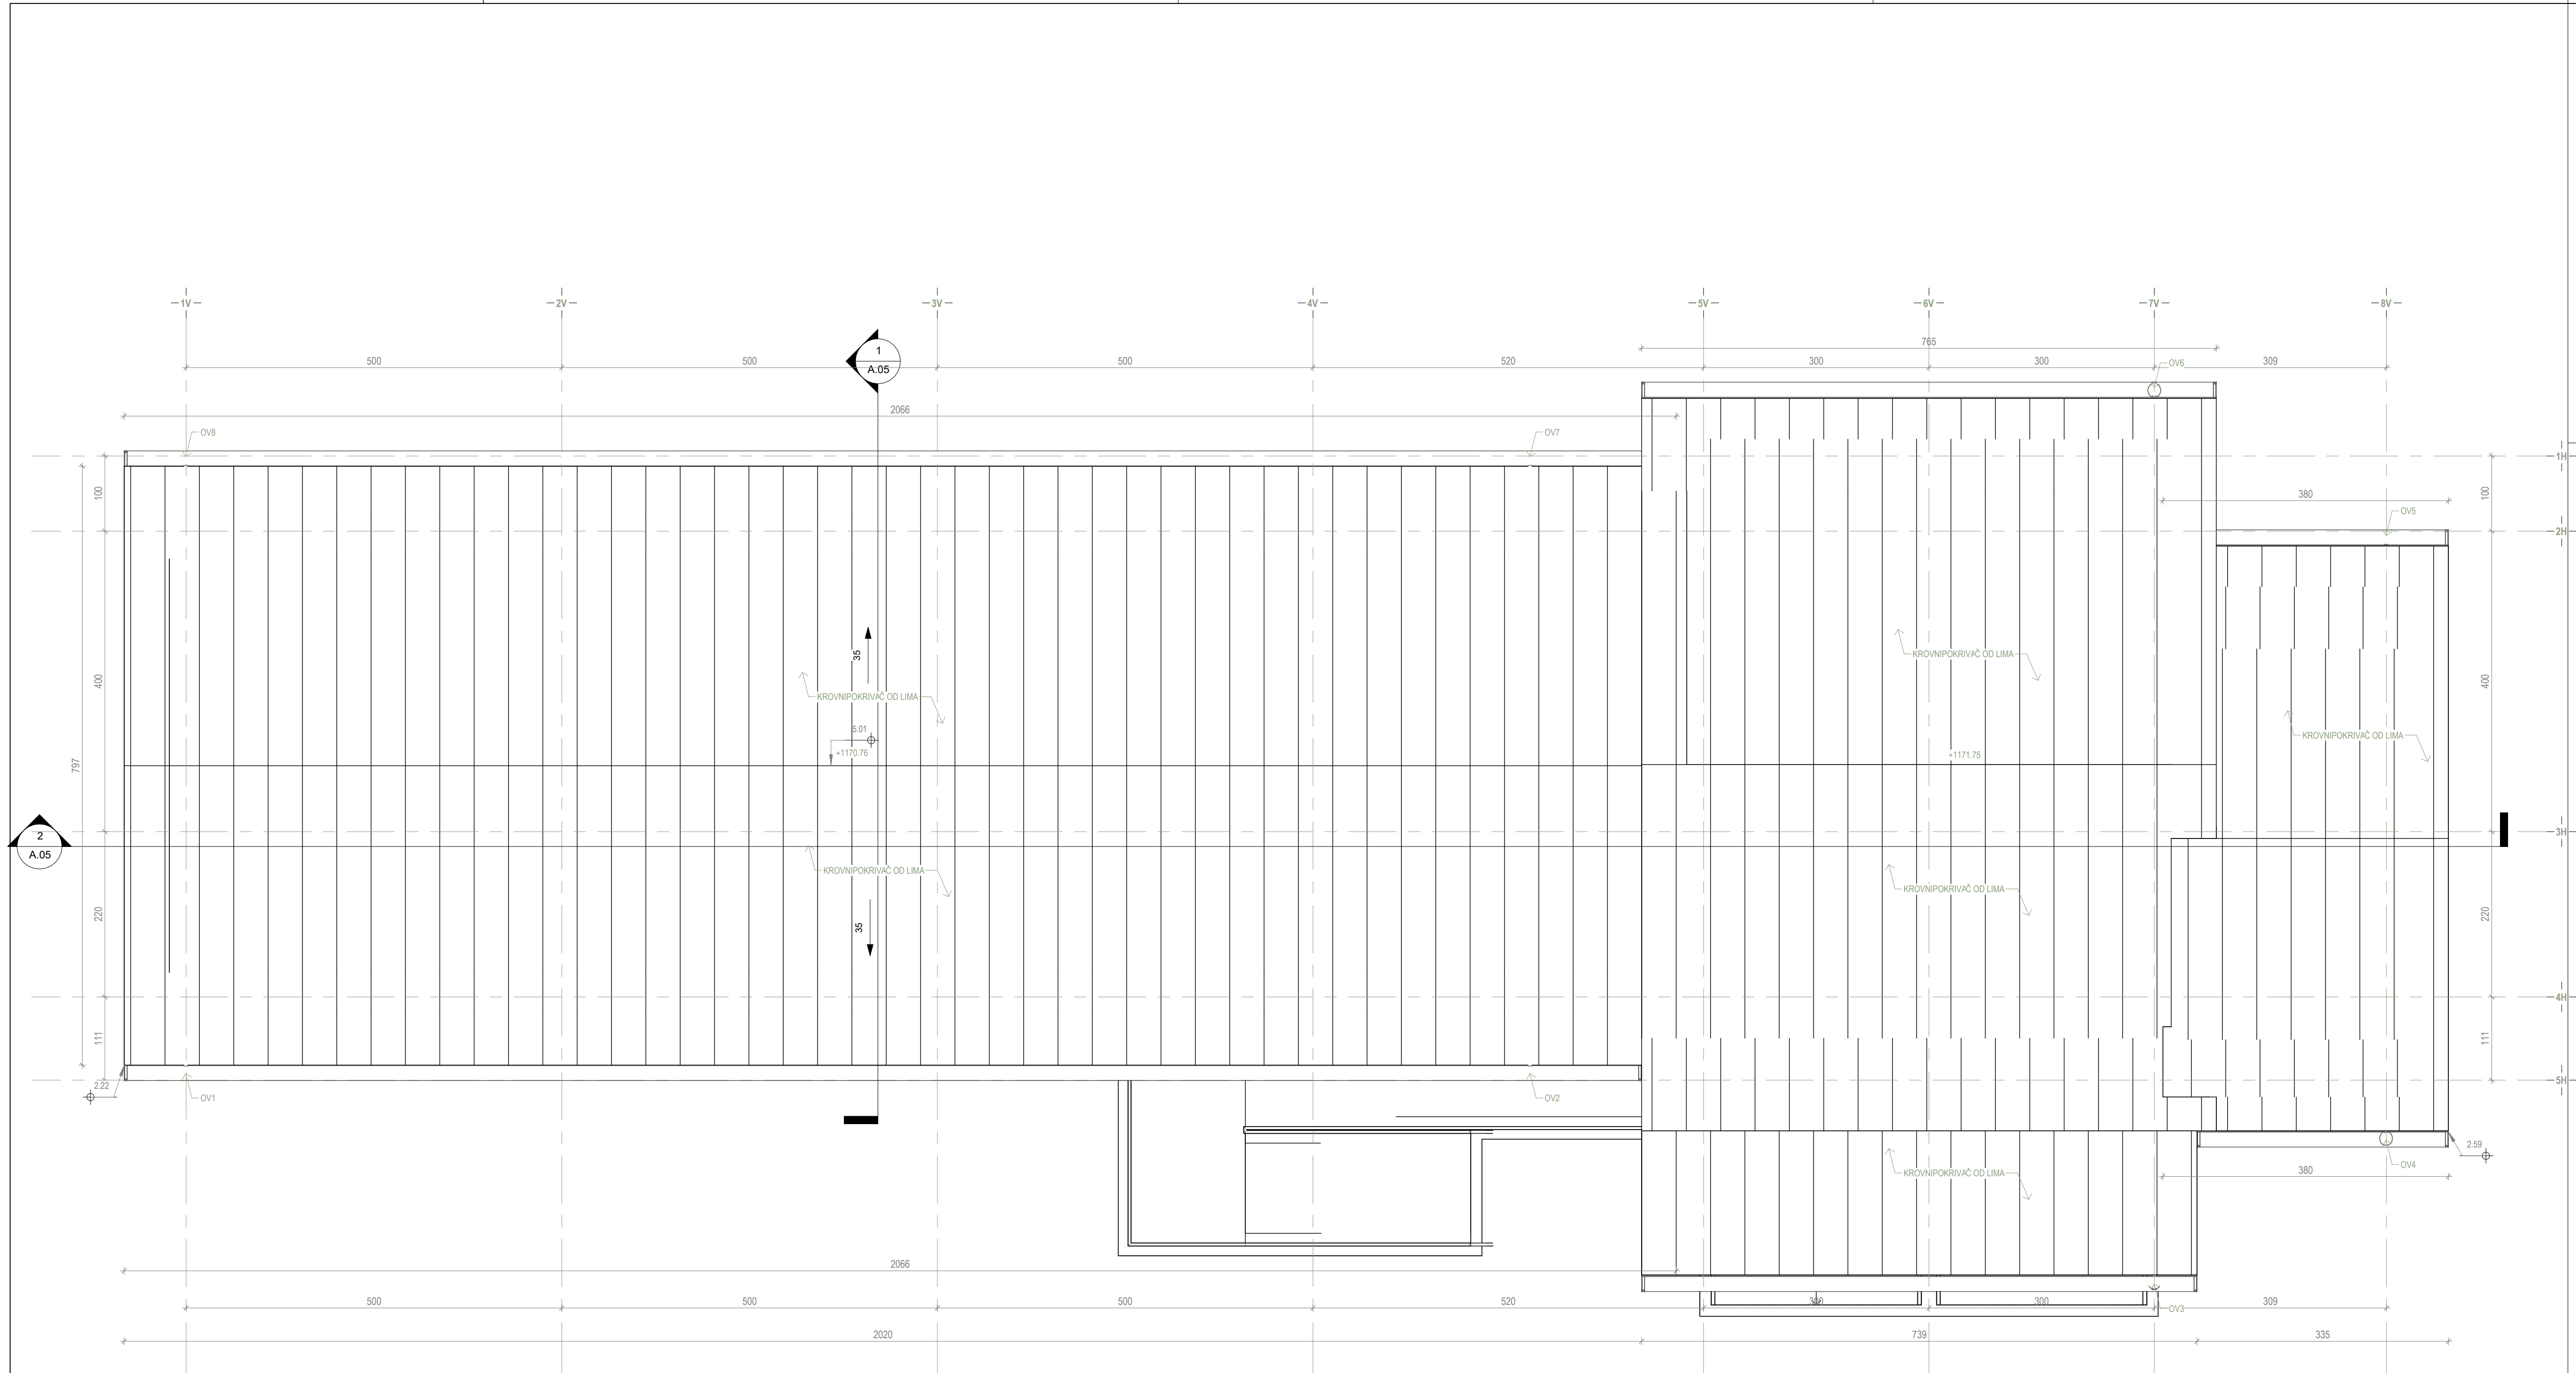 1V 2V 3V 4V 5V 6V 7V 8V
765
500 500 500 520 300 300 309
1
A.05
OV6
2066
OV8
OV7
1H
100
100
380
OV5
2H
35
KROVNIPOKRIVAČ OD LIMA
400
400
KROVNIPOKRIVAČ OD LIMA
5.01
KROVNIPOKRIVAČ OD LIMA
+1170.76
+1171.75
797
3H
2
A.05
KROVNIPOKRIVAČ OD LIMA
KROVNIPOKRIVAČ OD LIMA
220
220
35
4H
111
111
5H
2.22
OV1
OV2
2.59
OV4
KROVNIPOKRIVAČ OD LIMA
380
2066
500 500 500 520 300 300 309
OV3
2020 739 335